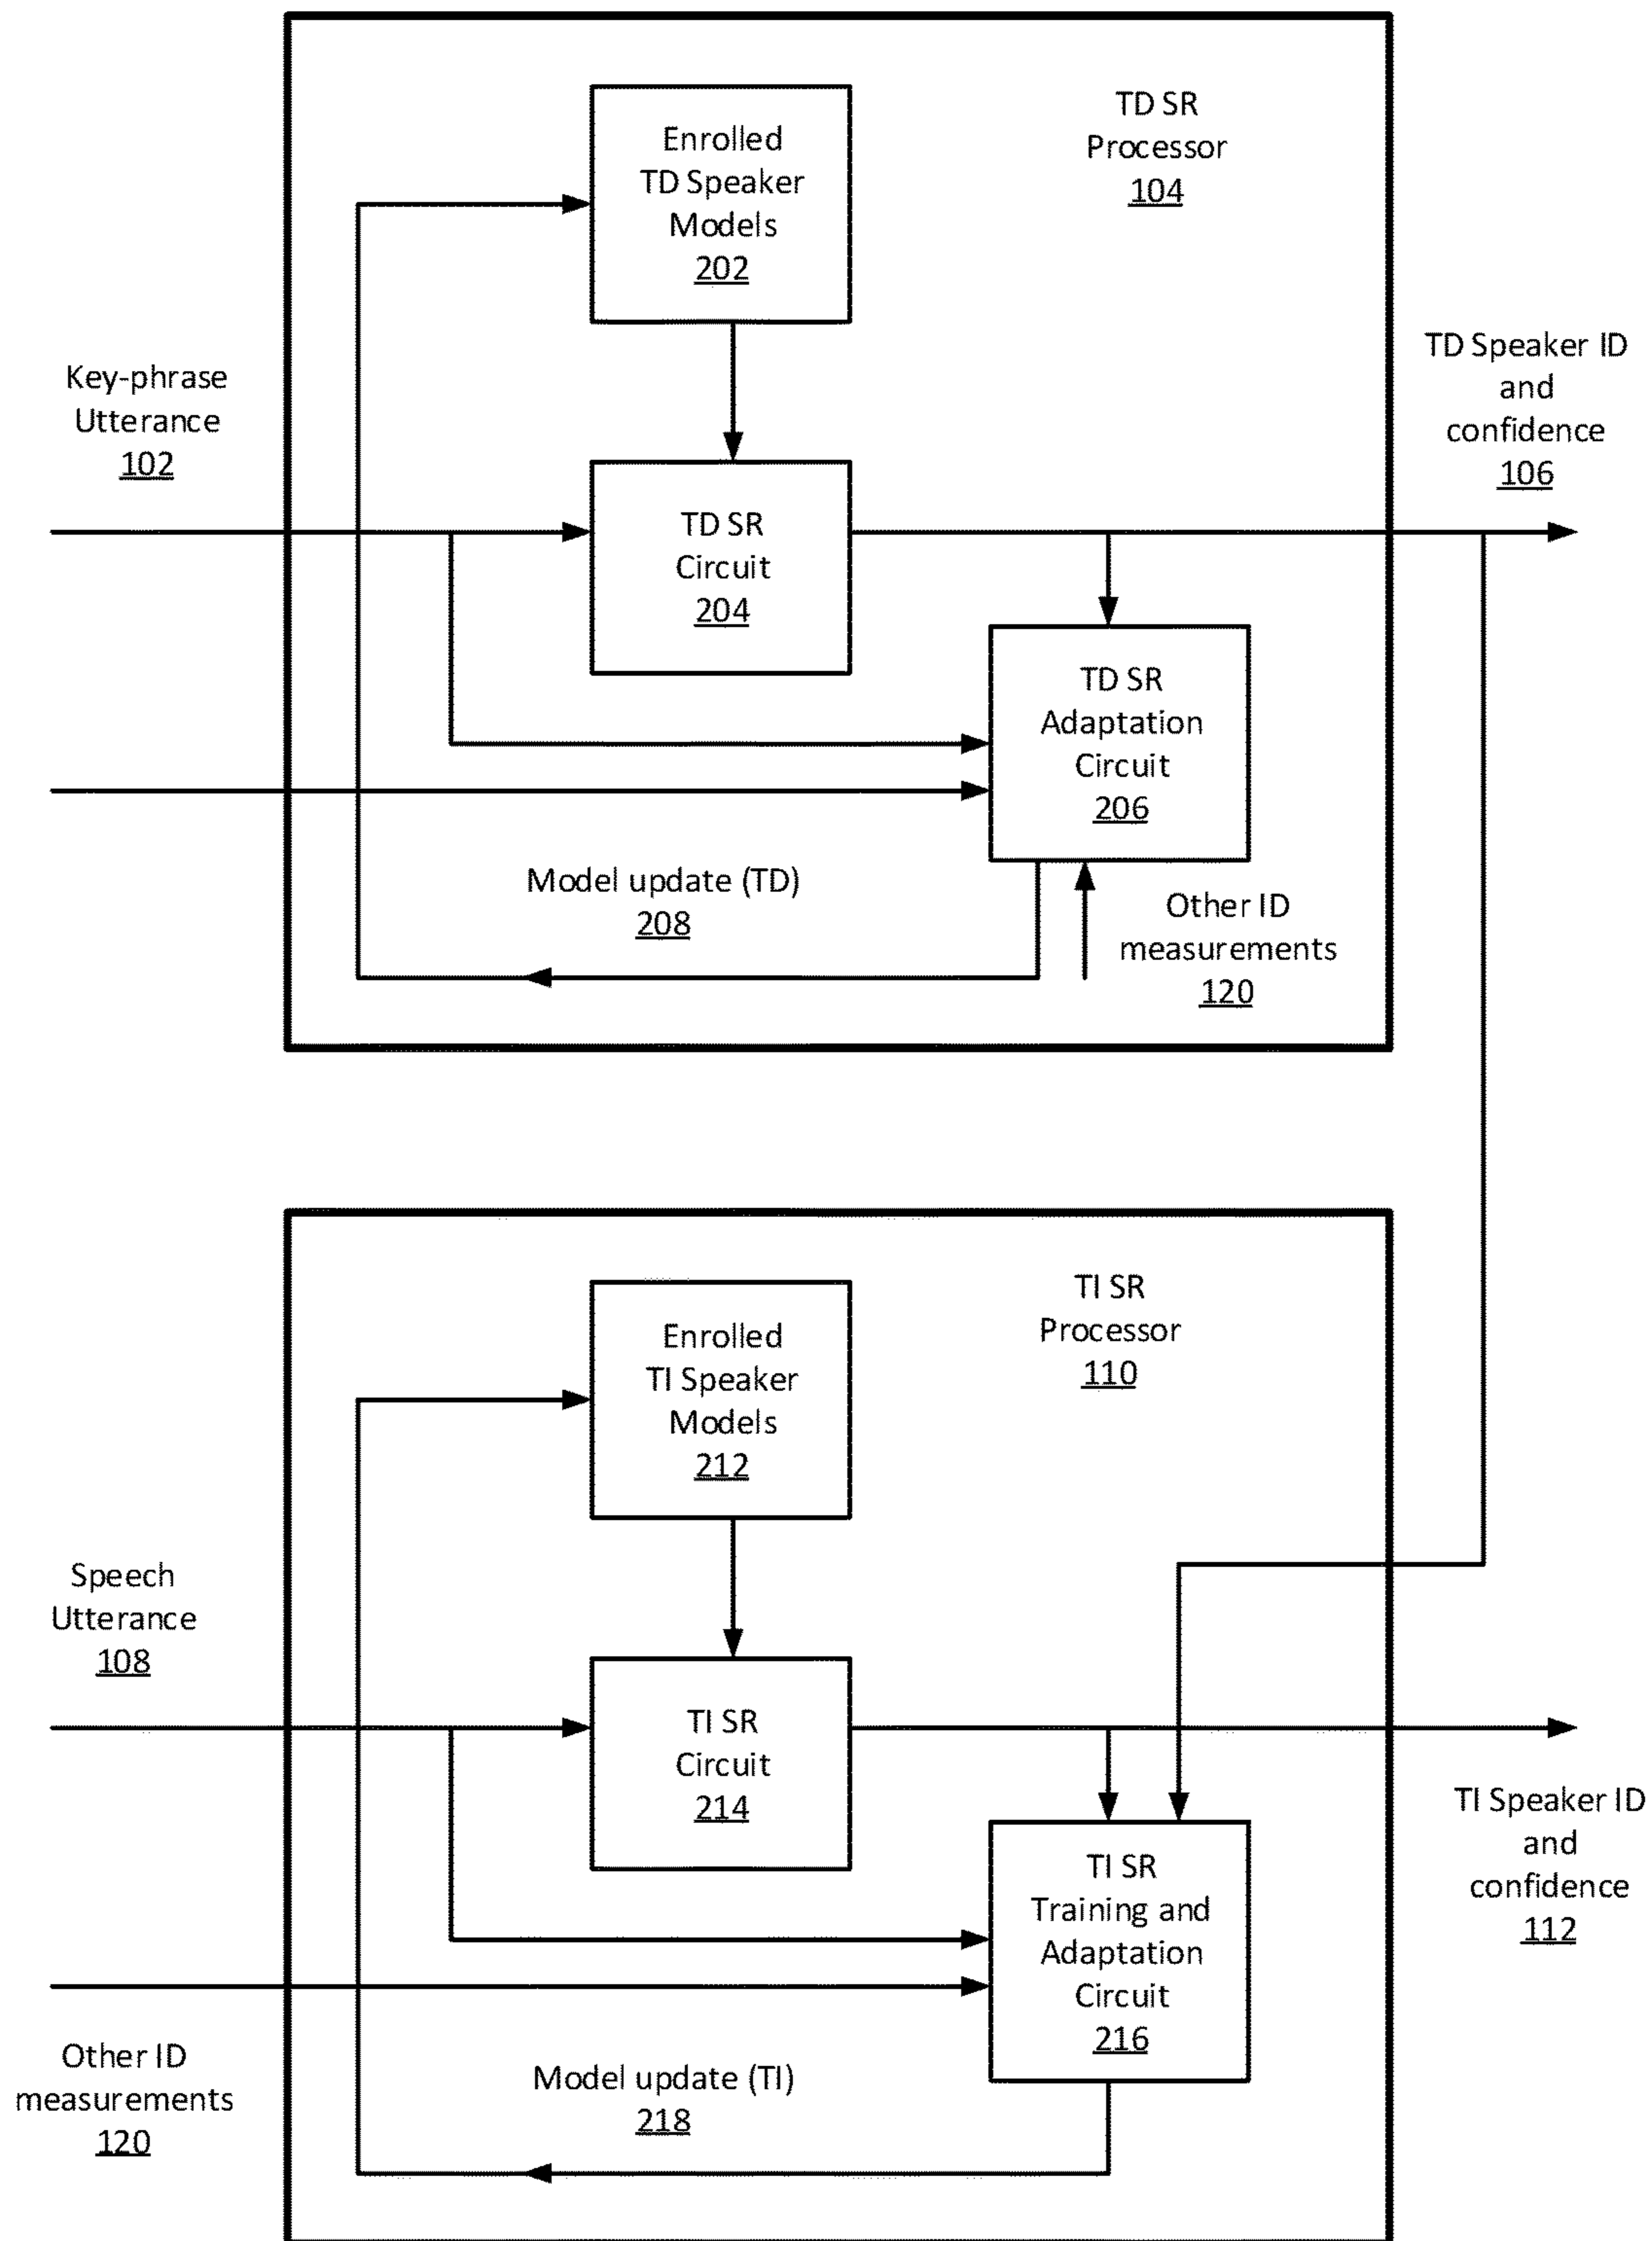 TD SR
Processor
104
Enrolled
TD Speaker
Models
202
Key-phrase
Utterance
102
TD Speaker ID
and
confidence
106
TD SR
Circuit
204
TD SR
Adaptation
Circuit
206
Model update (TD)
208
Other ID
measurements
120
TI SR
Processor
110
Enrolled
TI Speaker
Models
212
Speech
Utterance
108
TI SR
Circuit
214
TI Speaker ID
and
confidence
112
TI SR
Training and
Adaptation
Circuit
216
Other ID
measurements
120
Model update (TI)
218